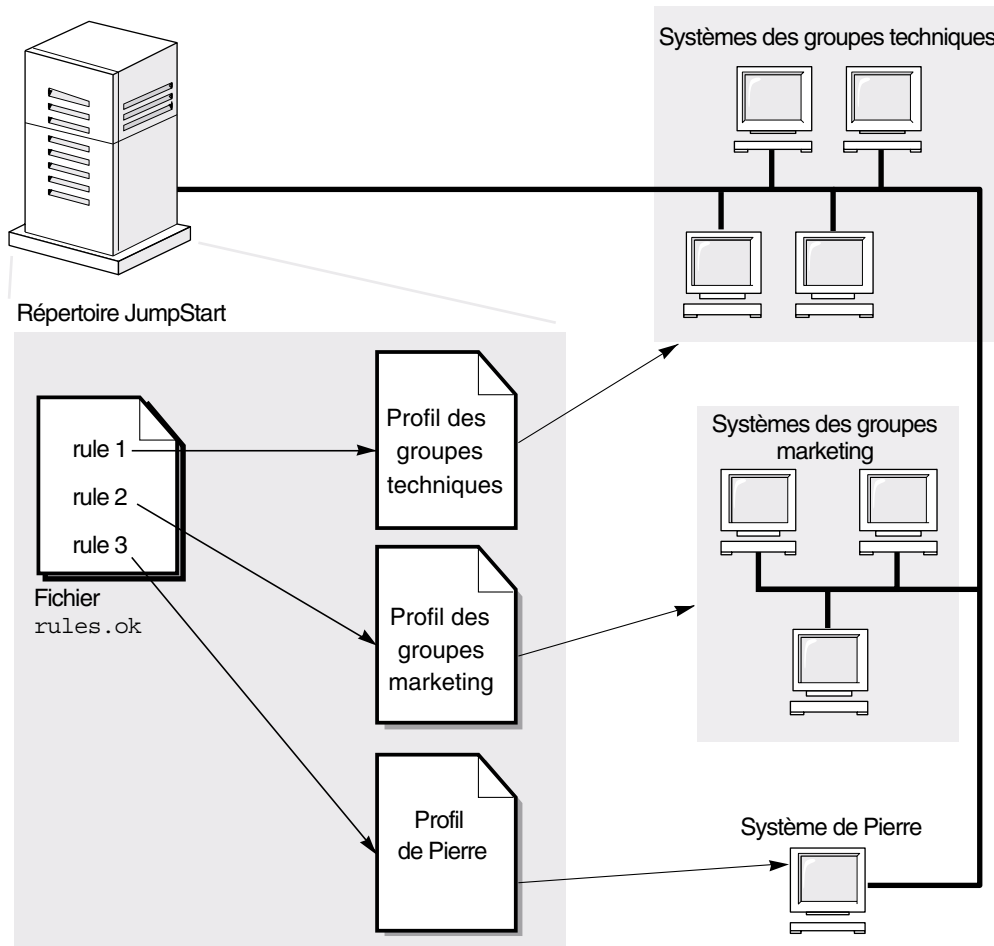 Systèmes des groupes techniques
Répertoire JumpStart
rule 1
rule 2
rule 3
Fichier
rules.ok
Profil des
groupes
techniques
Profil des
groupes
marketing
Profil
de Pierre
Systèmes des groupes
marketing
Système de Pierre